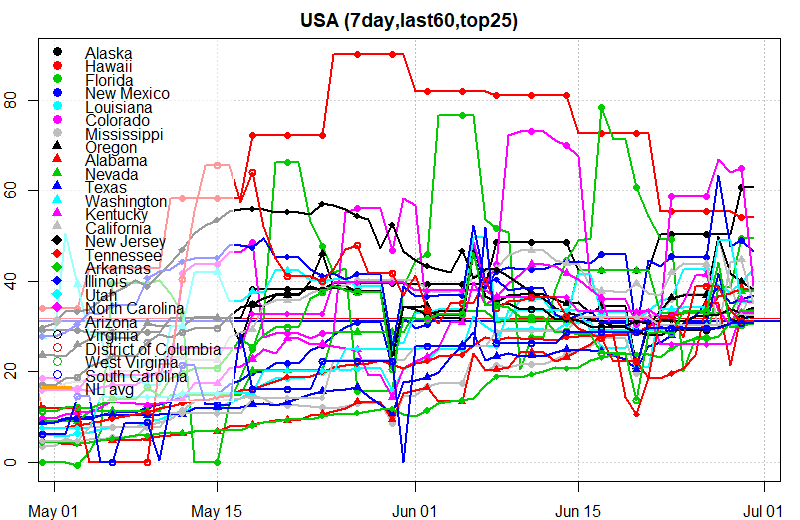 USA (7day,last60,top25)
80
60
40
20
0
Alaska
Hawaii
Florida
New Mexico
Louisiana
Colorado
Mississippi
Oregon
Alabama
Nevada
Texas
Washington
Kentucky
California
New Jersey
Tennessee
Arkansas
Illinois
Utah
North Carolina
Arizona
Virginia
District of Columbia
West Virginia
South Carolina
NL avg
May 01
May 15
Jun 01
Jun 15
Jul 01